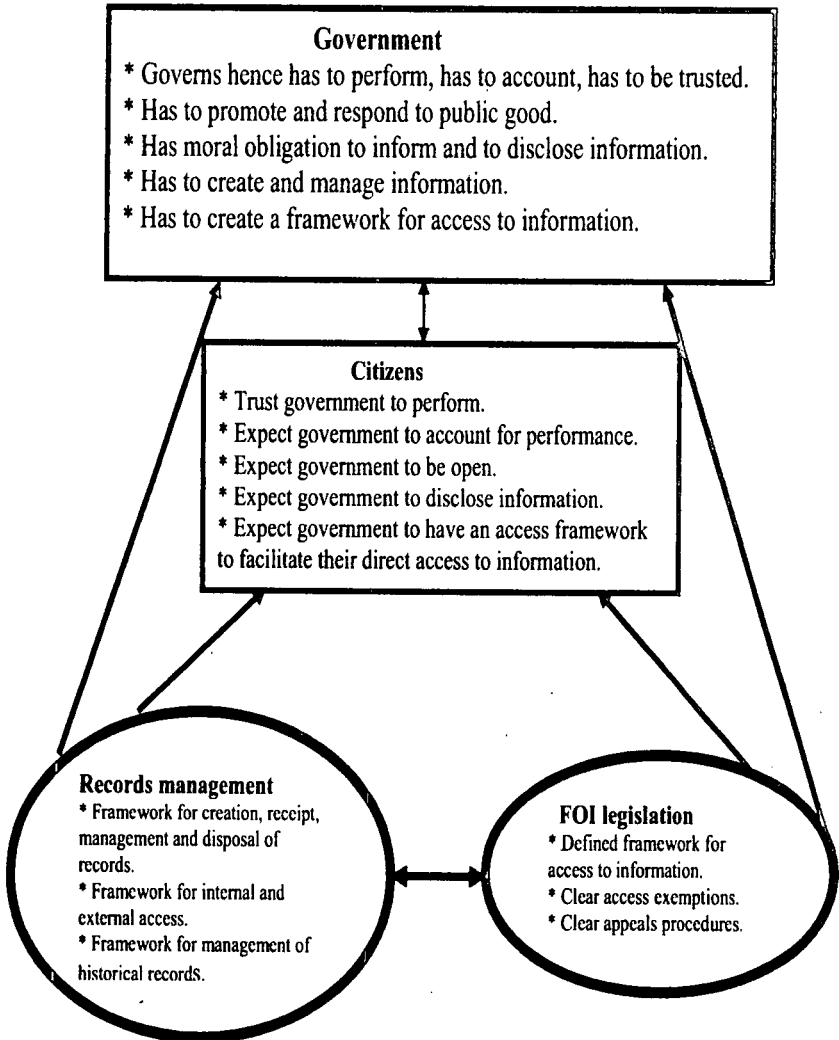 Government
* Governs hence has to perform, has to account, has to be trusted.
* Has to promote and respond to public good.
* Has moral obligation to inform and to disclose information.
* Has to create and manage information.
* Has to create a framework for access to information.
Citizens
* Trust government to perform.
* Expect government to account for performance.
* Expect government to be open.
* Expect government to disclose information.
* Expect government to have an access framework
to facilitate their direct access to information.
Records management
* Framework for creation, receipt,
management and disposal of
records.
* Framework for internal and
external access.
* Framework for management of
historical records.
FOI legislation
* Defined framework for
access to information.
* Clear access exemptions.
* Clear appeals procedures.